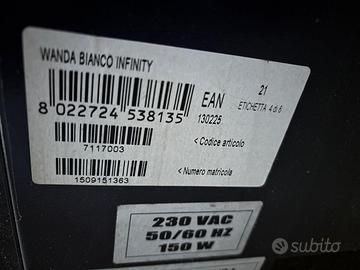 WANDA BIANCO INFINITY
21
EAN
ETICHETTA 4 di 6
8 022724 538135
130225
7117003
< Codice articolo
1509151363
< Numero matricola
230 VAC
50/60 HZ
150 W
subito